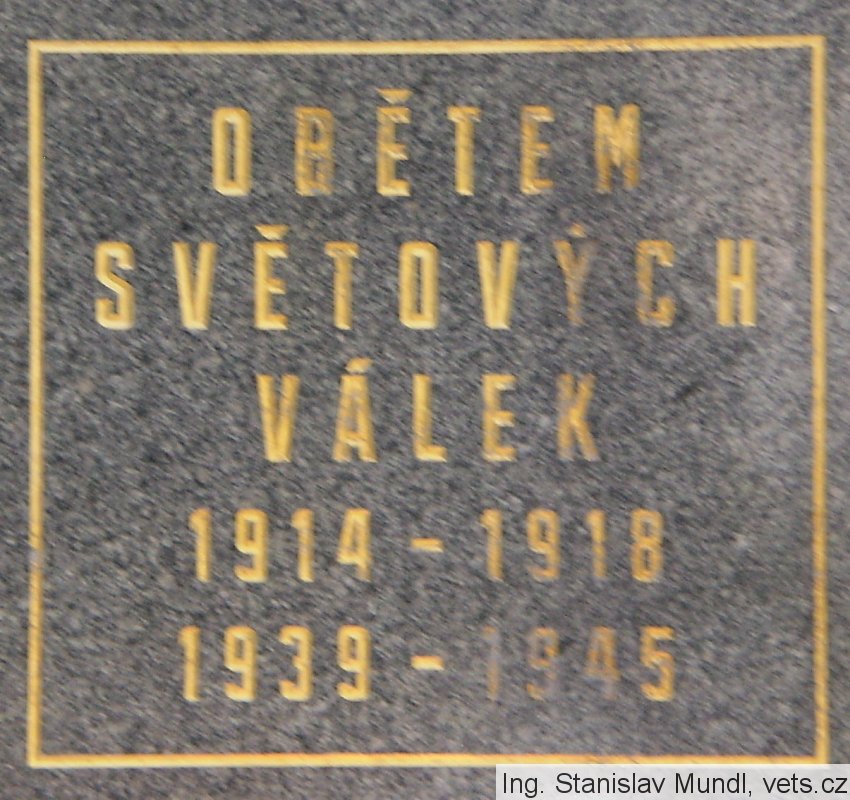 OBĚTEM
SVĚTOVÝCH
VÁLEK
1914 - 1918
1939 - 1945
Ing. Stanislav Mundl, vets.cz